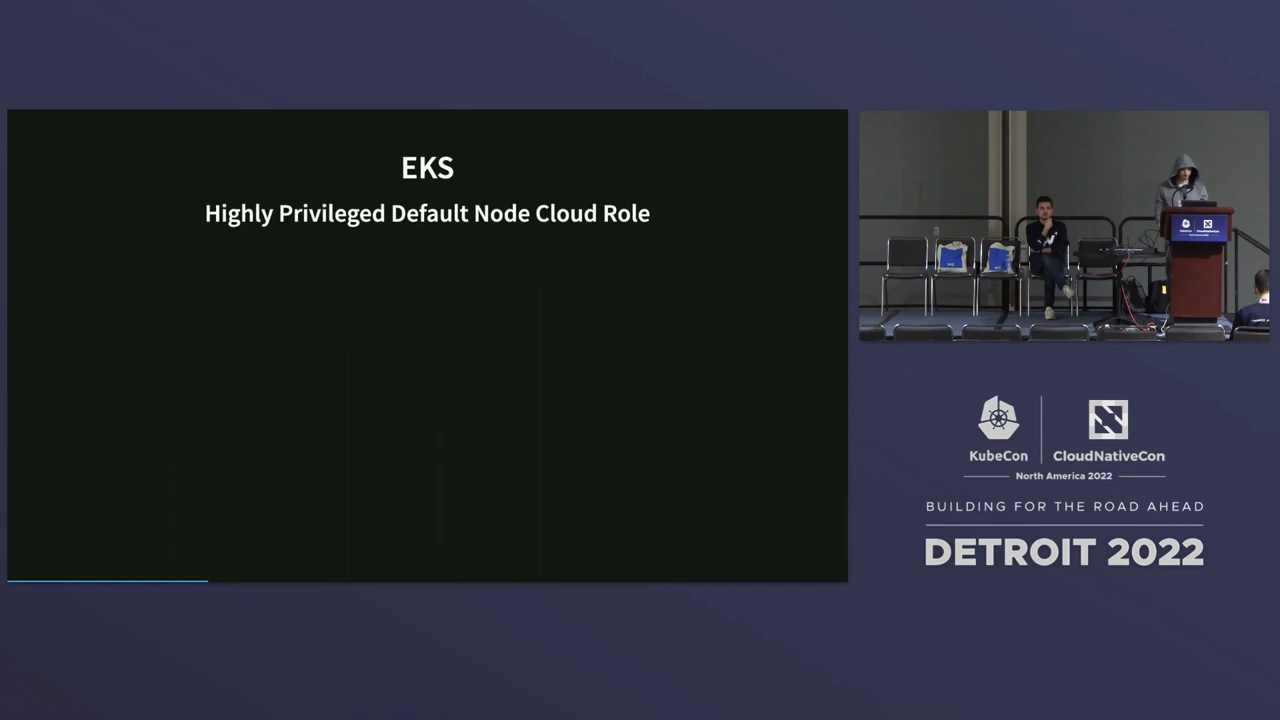 EKS
Highly Privileged Default Node Cloud Role
KubeCon
CloudNativeCon
North America 2022
BUILDING FOR THE ROAD AHEAD
DETROIT 2022